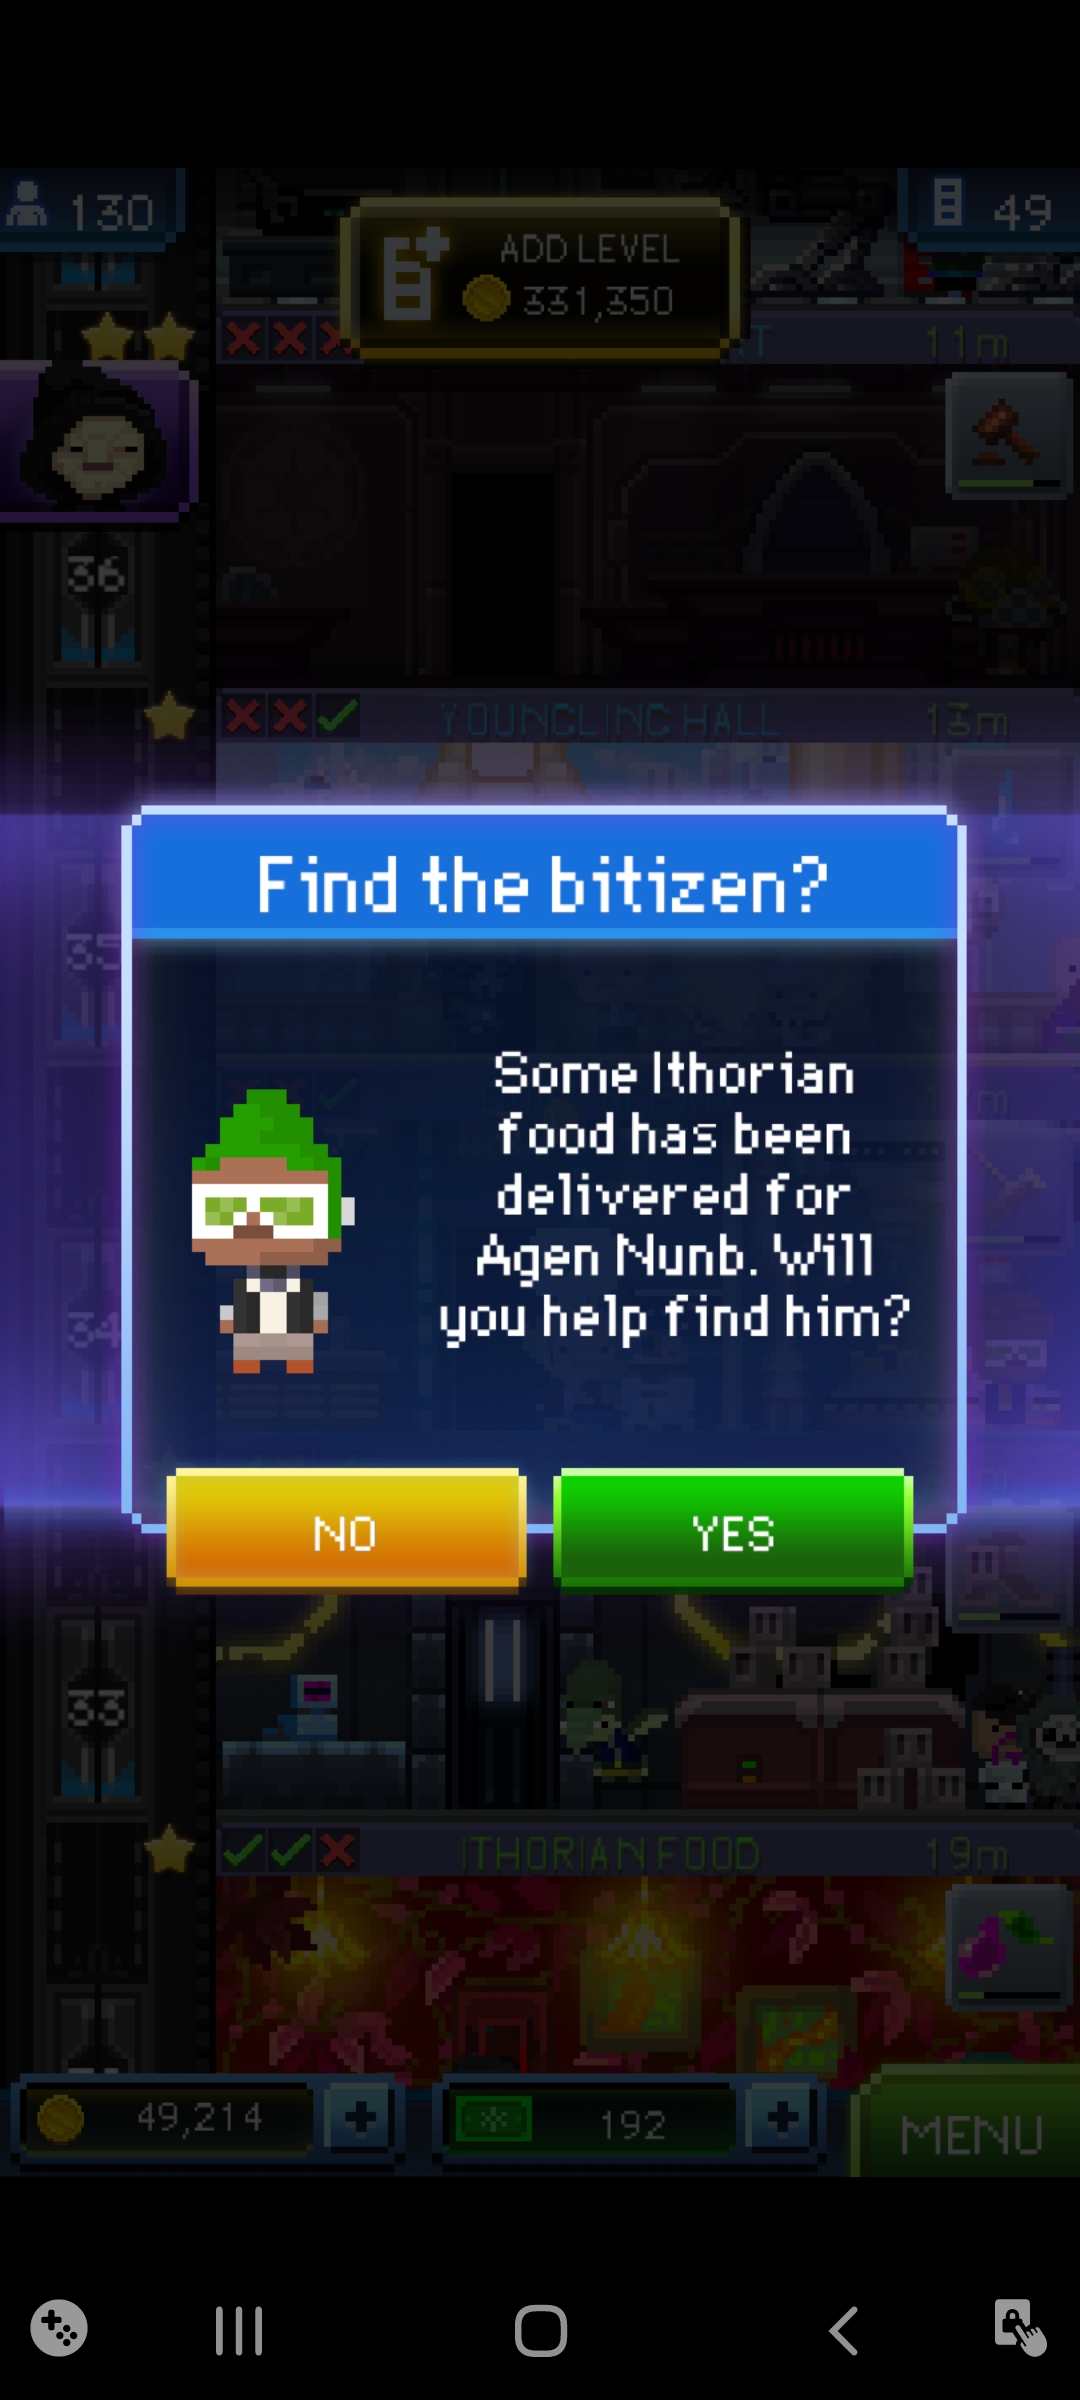 130
49
ADD LEVEL
331,350
11m
36
YOUNGLING HALL
13m
Find the bitizen?
35
Some Ithorian
food has been
delivered for
Agen Nunb. Will
you help find him?
34
NO
YES
33
ITHORIAN FOOD
19m
49,214
192
MENU